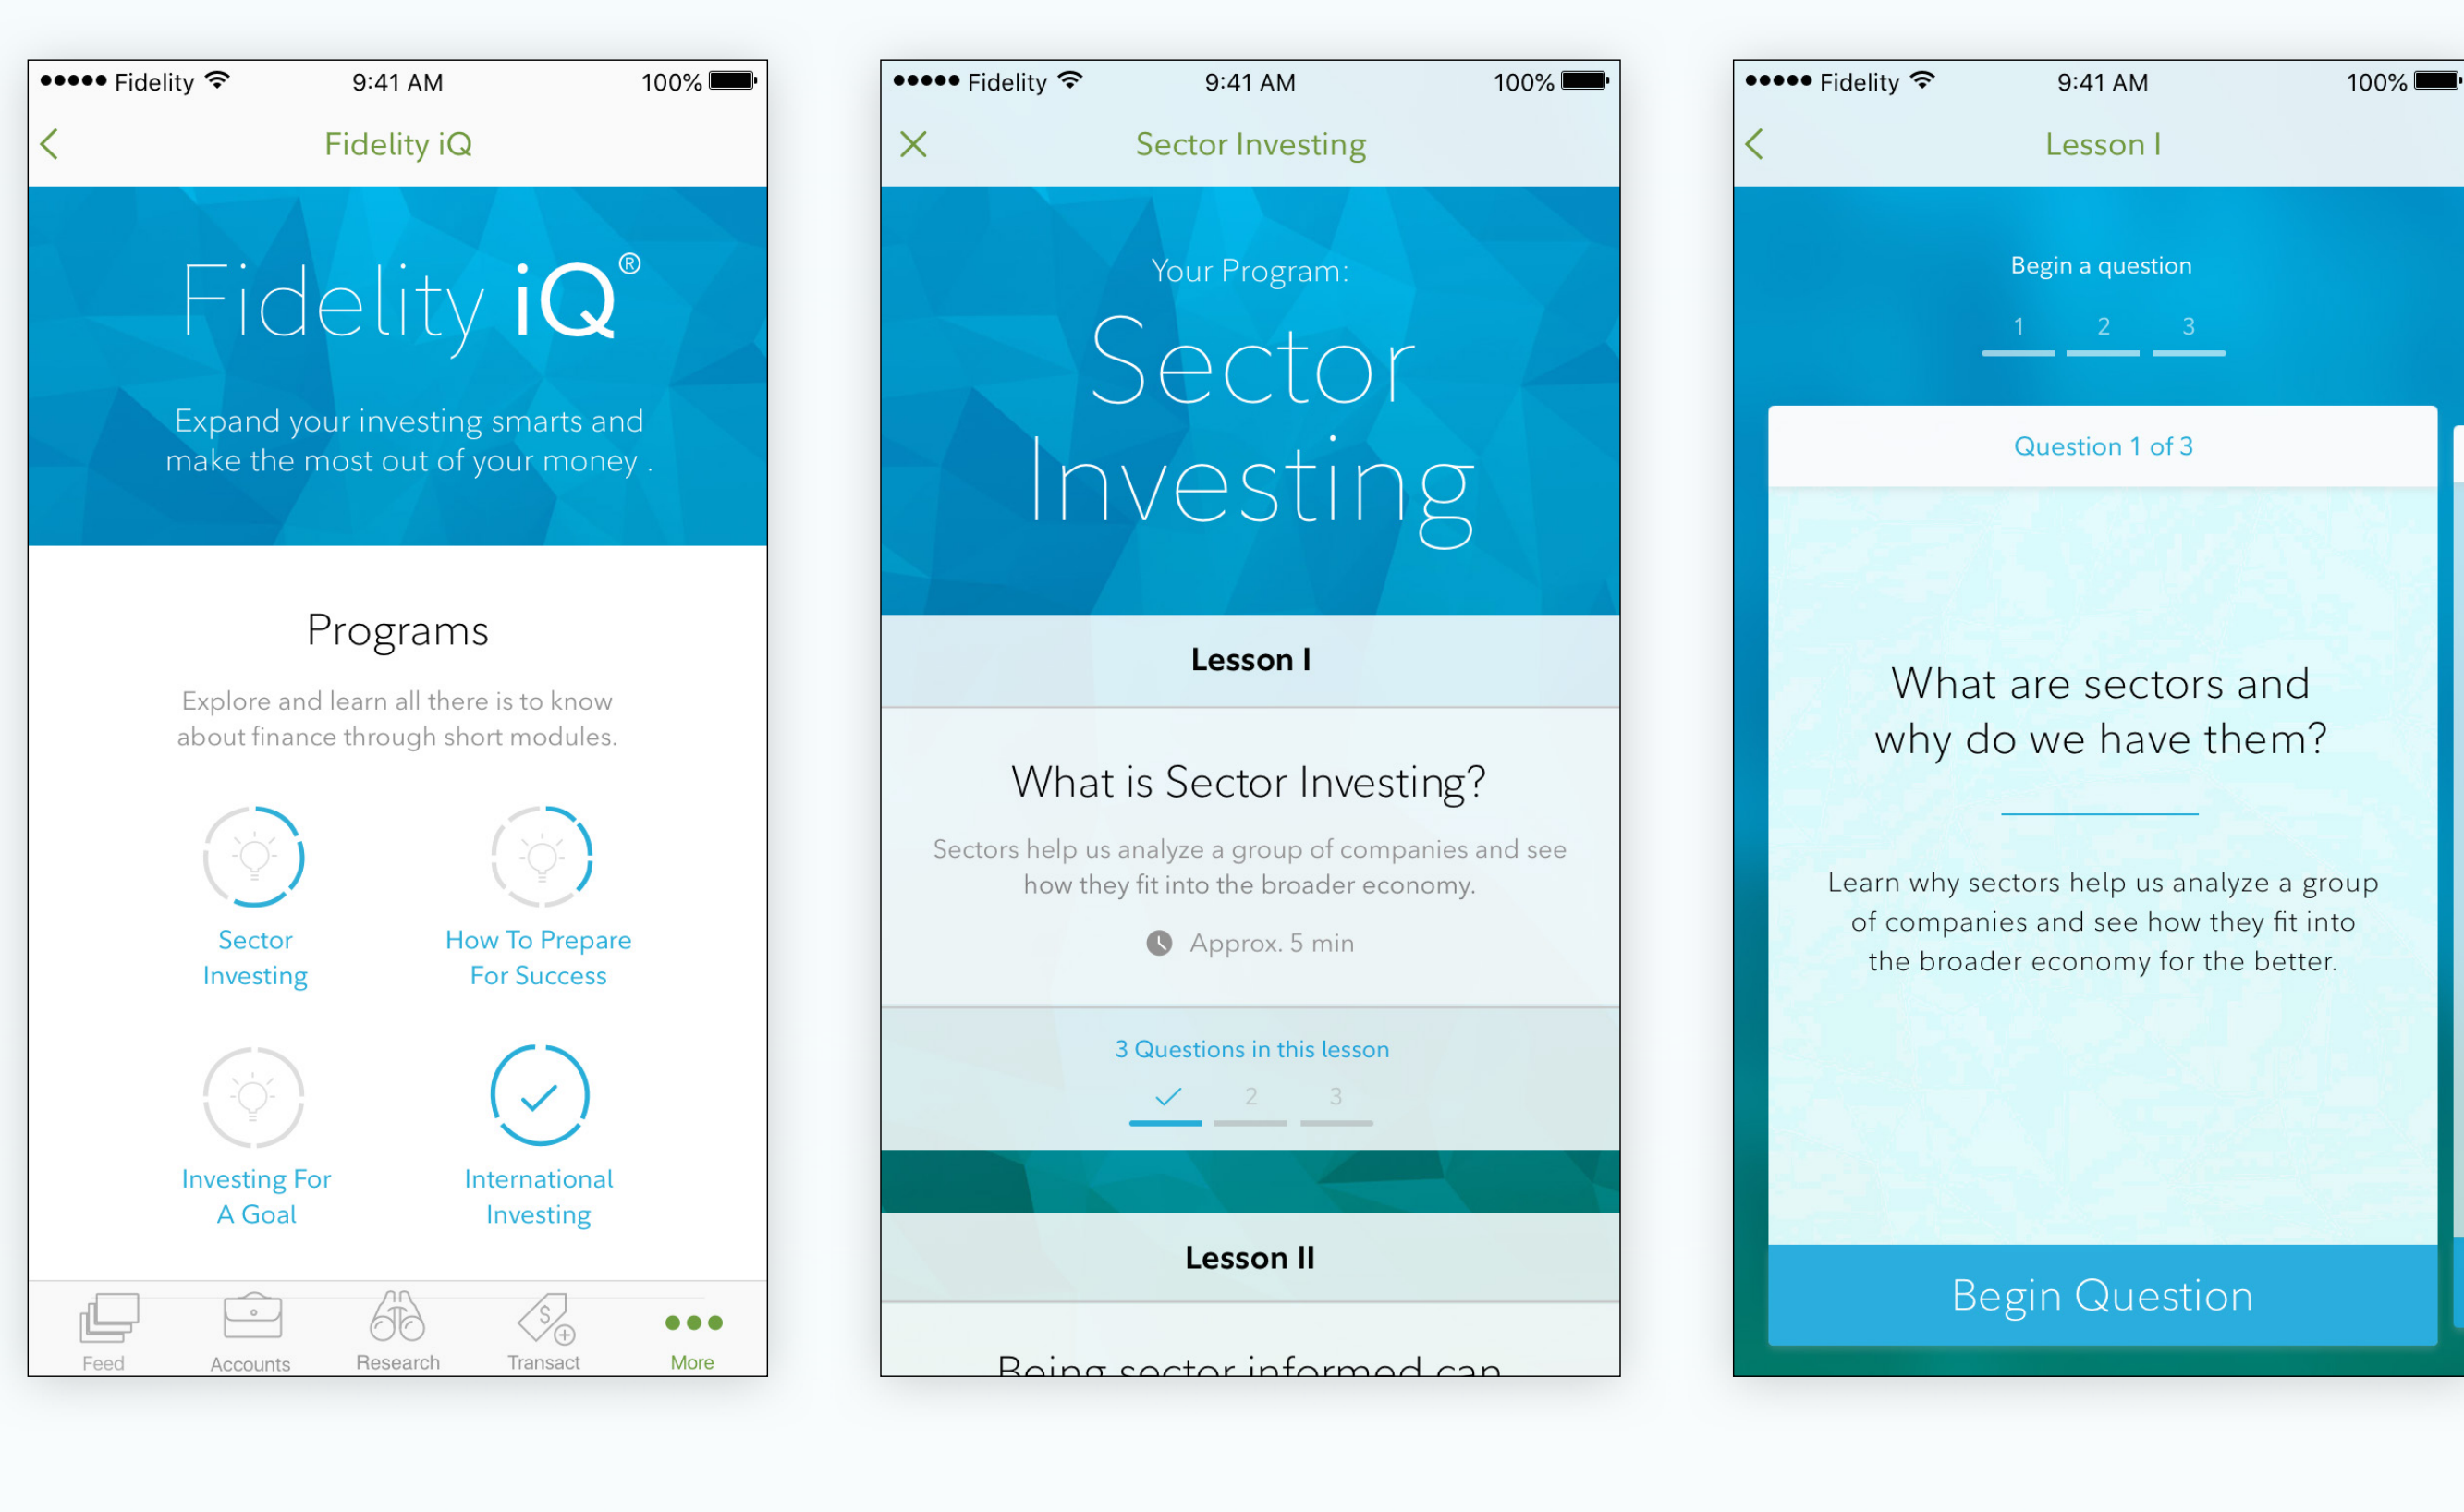 Fidelity 9:41 AM 100%
Fidelity iQ
Fidelity iQ®
Expand your investing smarts and
make the most out of your money .
Programs
Explore and learn all there is to know
about finance through short modules.
Sector
Investing
How To Prepare
For Success
Investing For
A Goal
International
Investing
Feed Accounts Research Transact More
Fidelity 9:41 AM 100%
Sector Investing
Your Program:
Sector
Investing
Lesson I
What is Sector Investing?
Sectors help us analyze a group of companies and see
how they fit into the broader economy.
Approx. 5 min
3 Questions in this lesson
2 3
Lesson II
Being sector informed can
Fidelity 9:41 AM 100%
Lesson I
Begin a question
1 2 3
Question 1 of 3
What are sectors and
why do we have them?
Learn why sectors help us analyze a group
of companies and see how they fit into
the broader economy for the better.
Begin Question